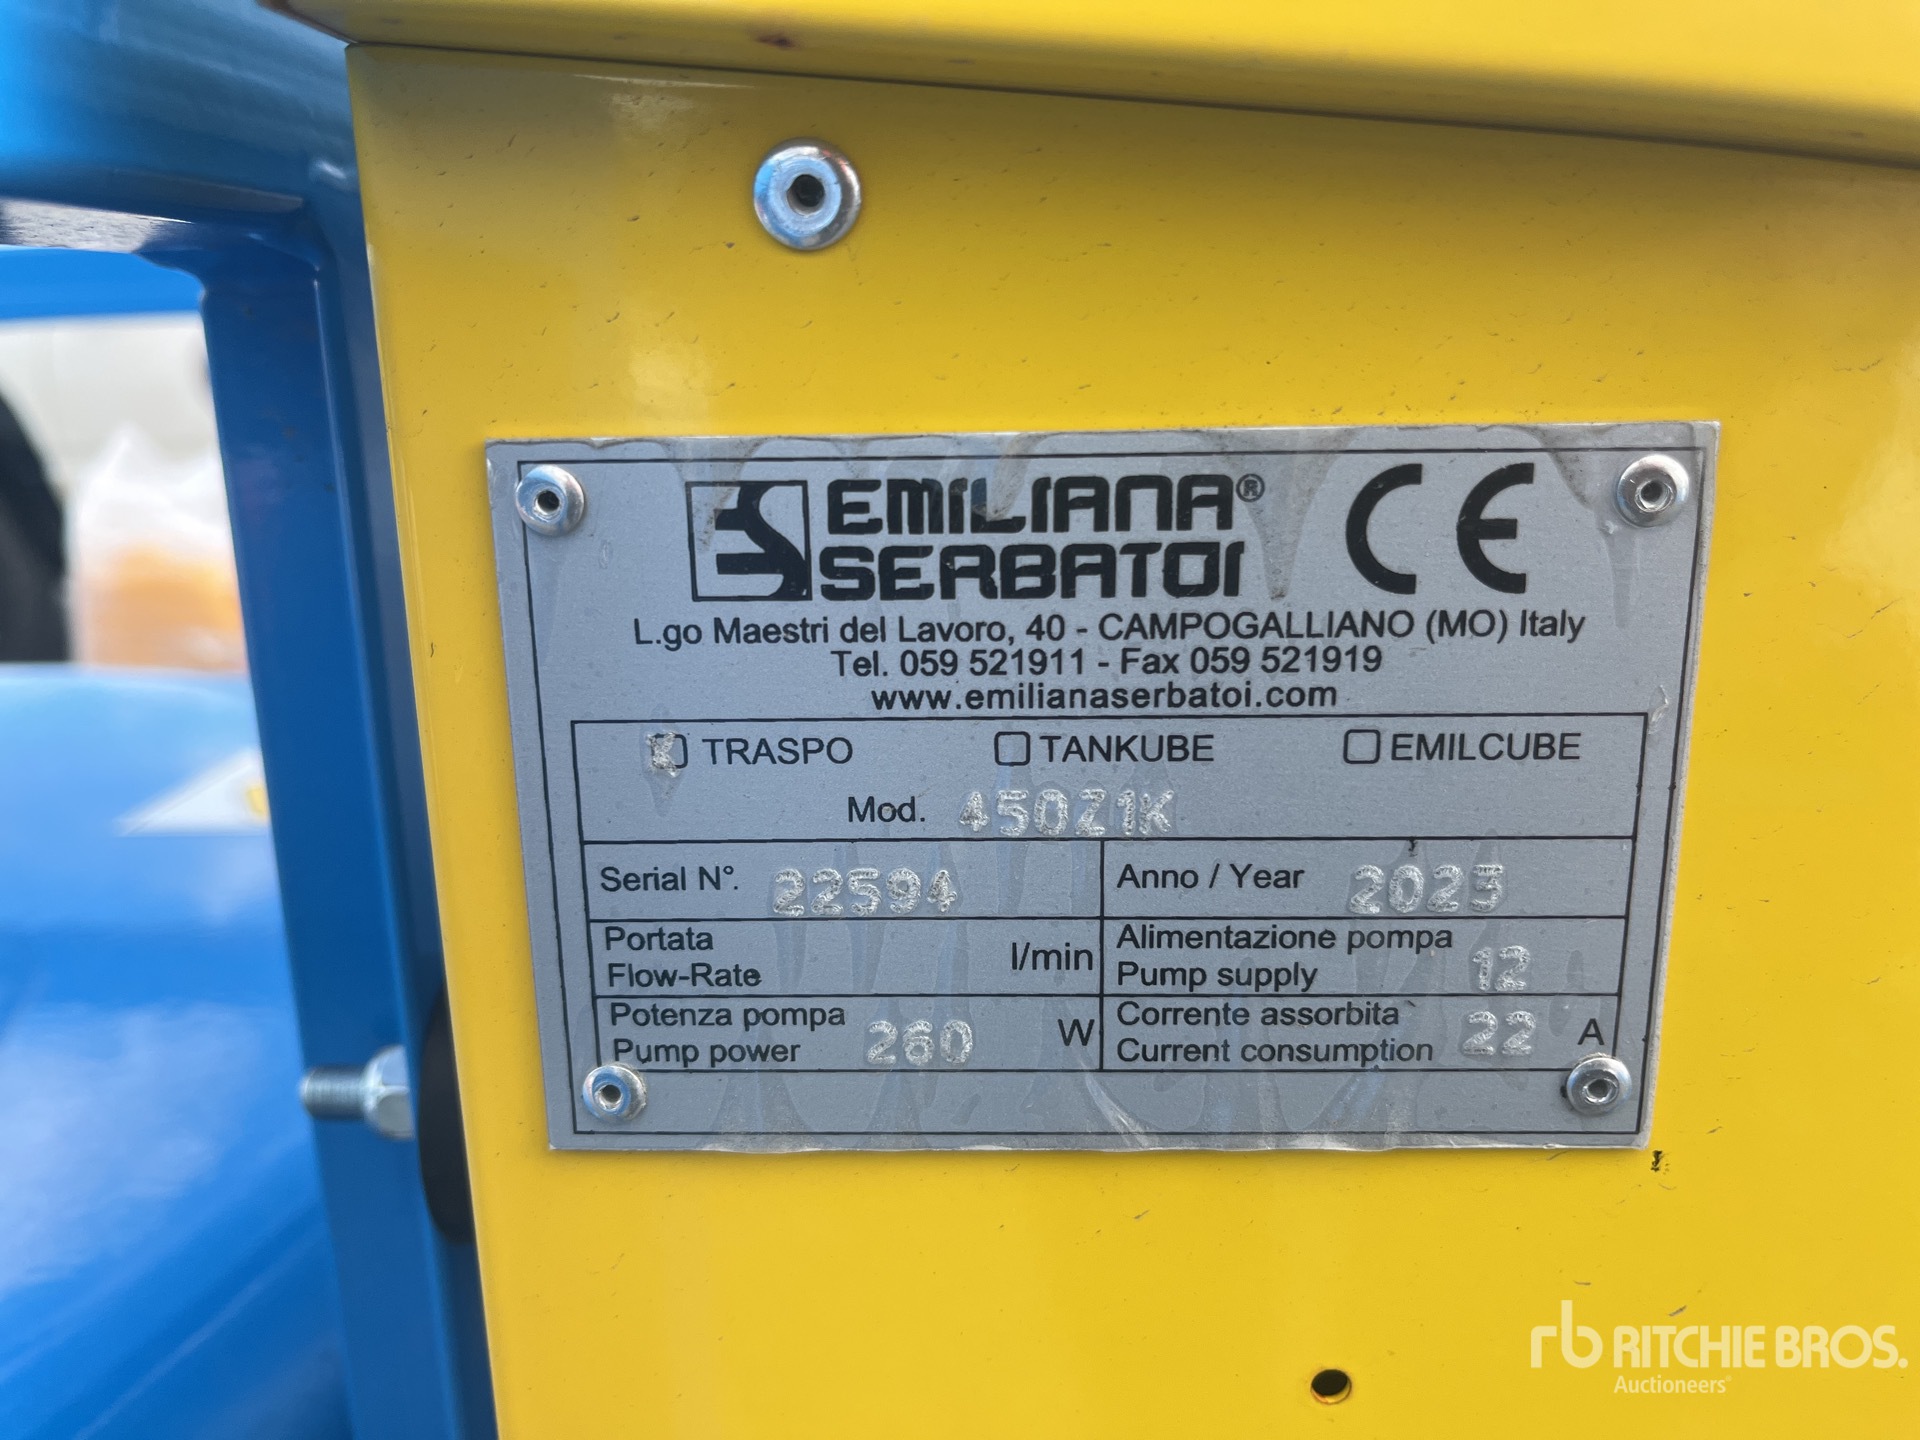 EMILIANA®
SERBATOI
CE
L.go Maestri del Lavoro, 40 - CAMPOGALLIANO (MO) Italy
Tel. 059 521911 - Fax 059 521919
www.emilianaserbatoi.com
TRASPO TANKUBE EMILCUBE
Mod. 450Z1K
Serial N°. 22594
Anno / Year 2023
Portata
Flow-Rate l/min
Alimentazione pompa
Pump supply 12
Potenza pompa
Pump power 260 W
Corrente assorbita
Current consumption 22 A
rb RITCHIE BROS.
Auctioneers